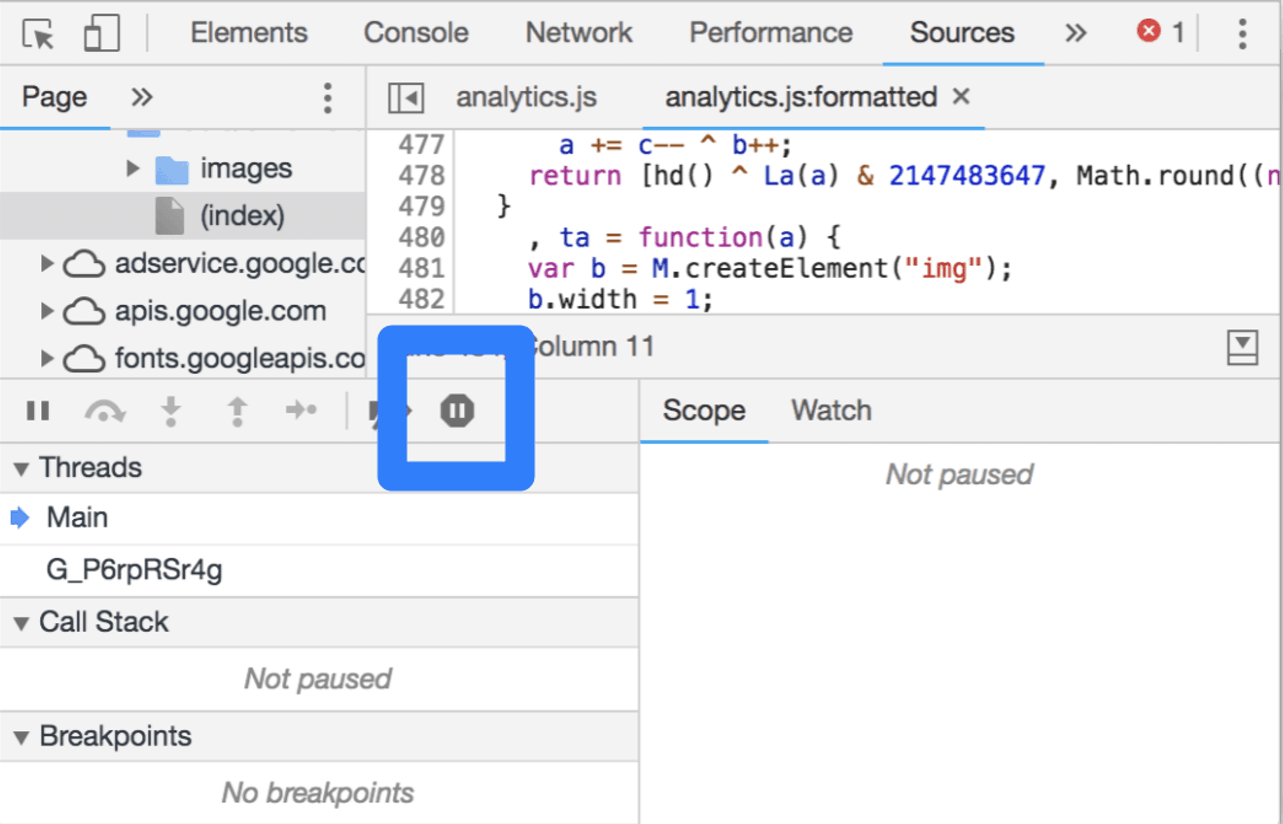 Elements Console Network Performance Sources » 1
Page » analytics.js analytics.js:formatted ×
477 a += c-- ^ b++;
images
478 return [hd() ^ La(a) & 2147483647, Math.round((n
(index)
479 }
480 , ta = function(a) {
adservice.google.co
481 var b = M.createElement("img");
482 b.width = 1;
apis.google.com
Column 11
fonts.googleapis.co
Scope Watch
Threads
Not paused
Main
G_P6rpRSr4g
Call Stack
Not paused
Breakpoints
No breakpoints